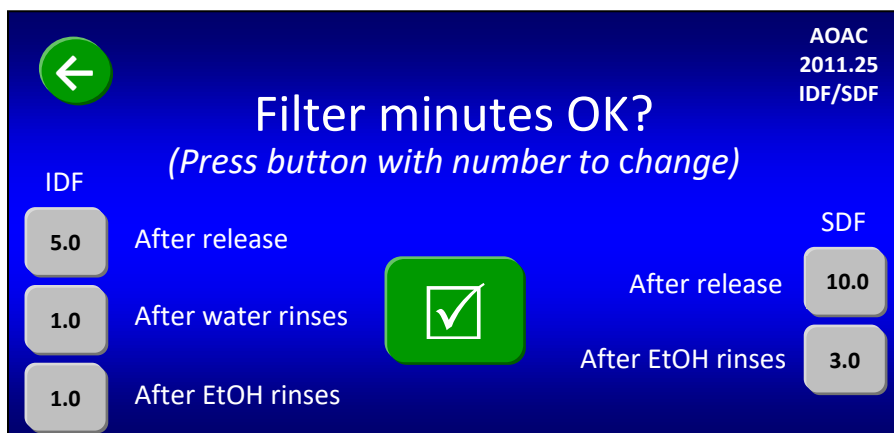 AOAC
2011.25
IDF/SDF
Filter minutes OK?
(Press button with number to change)
IDF
5.0 After release
1.0 After water rinses
1.0 After EtOH rinses
SDF
After release 10.0
After EtOH rinses 3.0